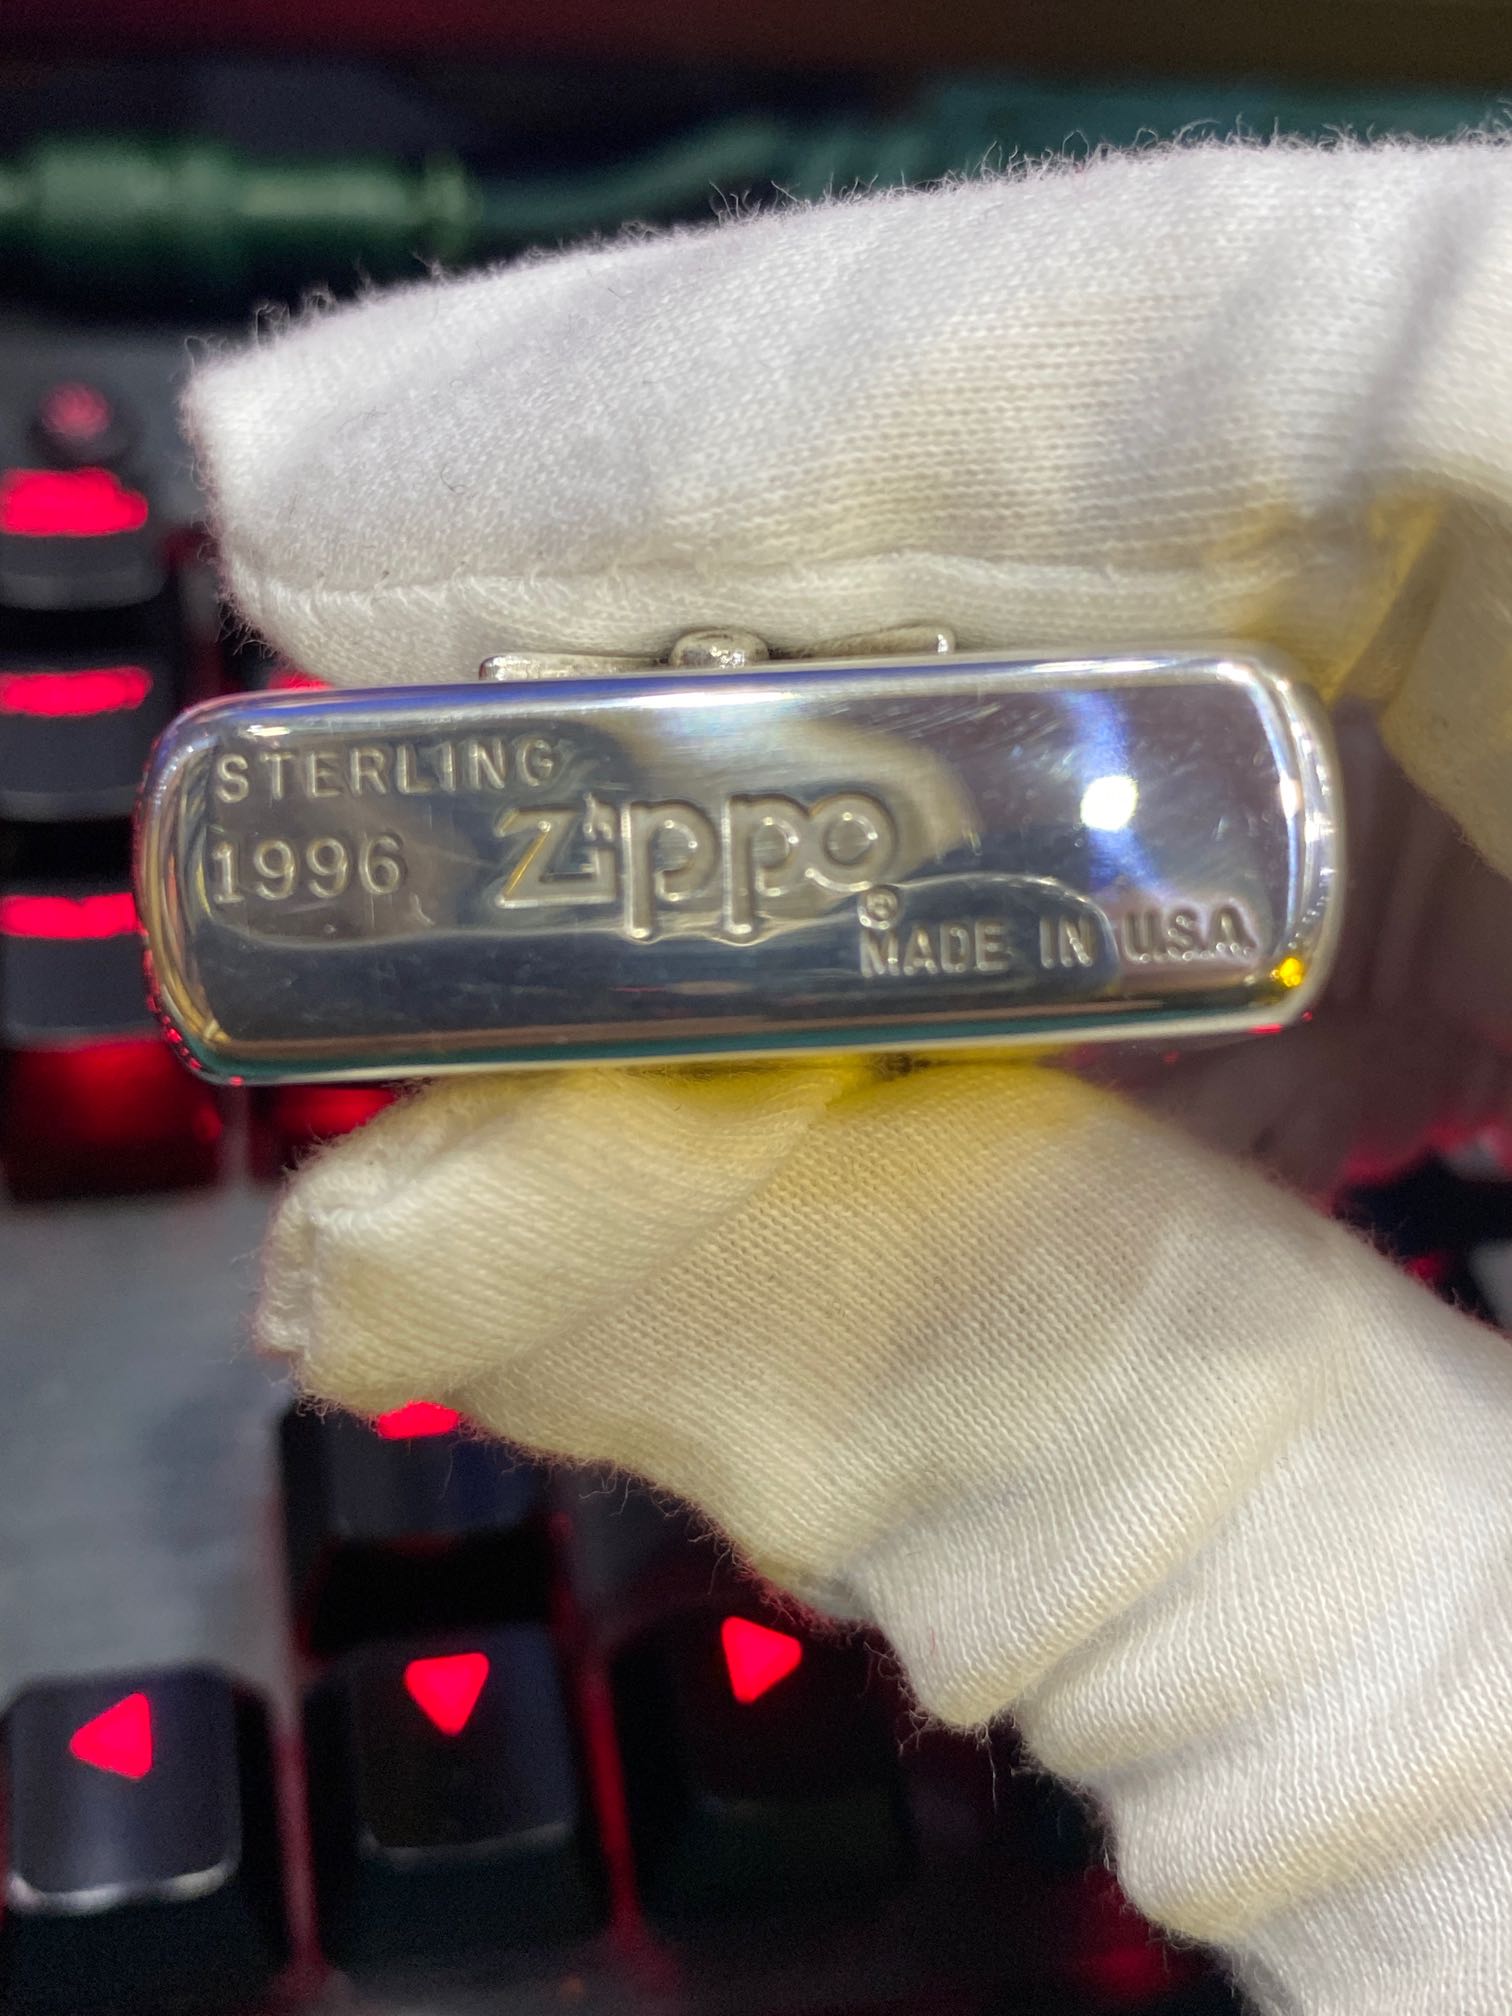 STERLING
1996
Zippo
®
MADE IN U.S.A.